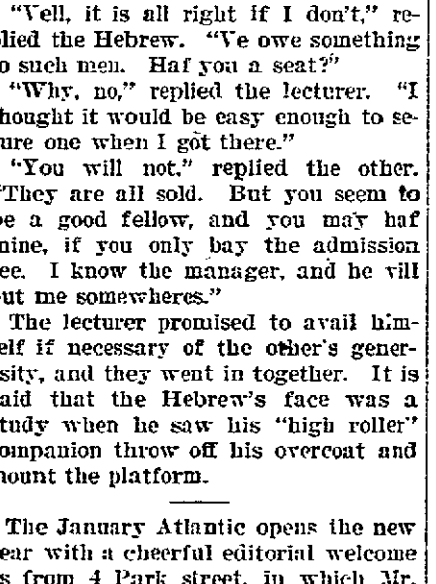 "Vell, it is all right if I don't," re-
plied the Hebrew. "Ve owe something
o such men. Haf you a seat?"
"Why, no," replied the lecturer. "I
hought it would be easy enough to se-
ure one when I got there."
"You will not," replied the other.
"They are all sold. But you seem to
be a good fellow, and you may haf
mine, if you only bay the admission
ee. I know the manager, and he vill
ut me somewheres."
The lecturer promised to avail him-
elf if necessary of the other's gener-
sity, and they went in together. It is
aid that the Hebrew's face was a
tudy when he saw his "high roller"
ompanion throw off his overcoat and
mount the platform.
The January Atlantic opens the new
ear with a cheerful editorial welcome
s from 4 Park street, in which Mr.